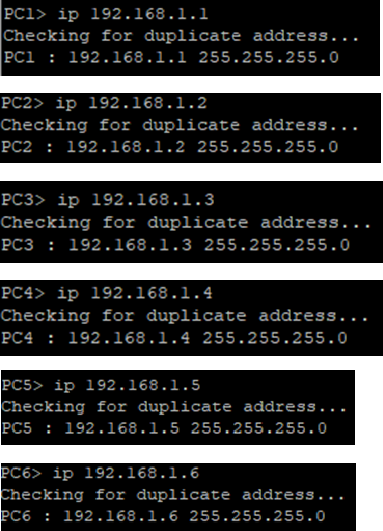 PC1> ip 192.168.1.1
Checking for duplicate address...
PC1 : 192.168.1.1 255.255.255.0
PC2> ip 192.168.1.2
Checking for duplicate address...
PC2 : 192.168.1.2 255.255.255.0
PC3> ip 192.168.1.3
Checking for duplicate address...
PC3 : 192.168.1.3 255.255.255.0
PC4> ip 192.168.1.4
Checking for duplicate address...
PC4 : 192.168.1.4 255.255.255.0
PC5> ip 192.168.1.5
Checking for duplicate address...
PC5 : 192.168.1.5 255.255.255.0
PC6> ip 192.168.1.6
Checking for duplicate address...
PC6 : 192.168.1.6 255.255.255.0